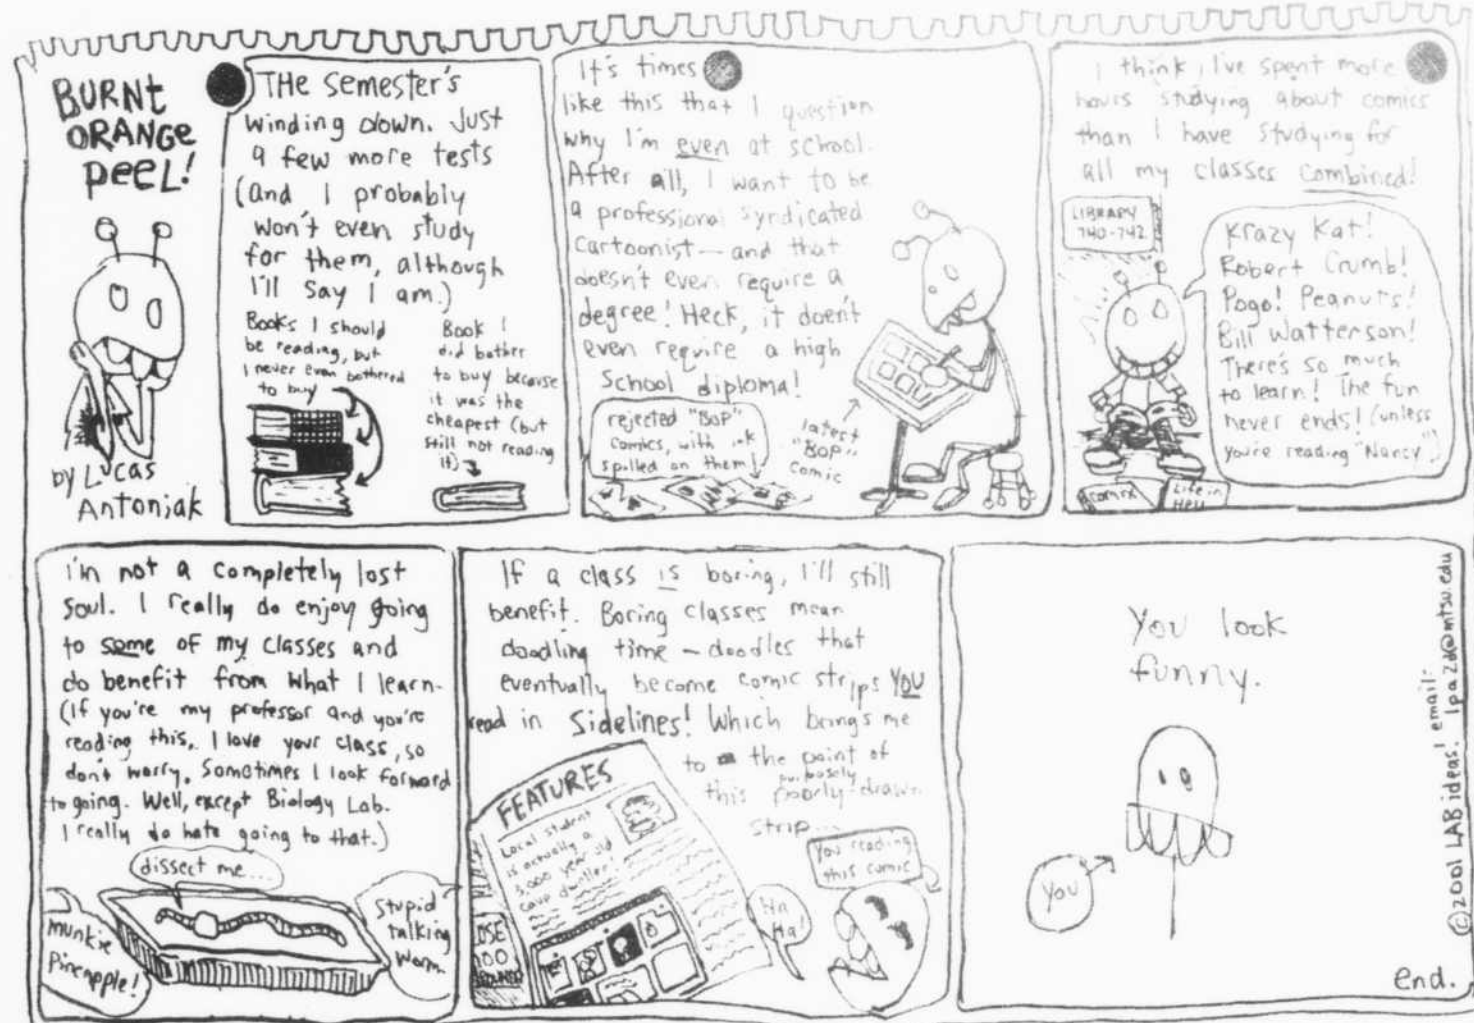 BURNT
ORANGE
PEEL!
by Lucas
Antoniak
THE semester's
winding down. Just
a few more tests
(and I probably
won't even study
for them, although
I'll say I am.)
Books I should
be reading, but
I never even bothered
to buy
Book I
did bother
to buy because
it was the
cheapest (but
still not reading
it)
It's times
like this that I question
why I'm even at school.
After all, I want to be
a professional syndicated
cartoonist — and that
doesn't even require a
degree! Heck, it doen't
even require a high
school diploma!
rejected "BOP"
comics, with ink
spilled on them!
latest
"BOP"
comic
I think I've spent more
hours studying about comics
than I have studying for
all my classes combined!
LIBRARY
740-742
Krazy Kat!
Robert Crumb!
Pogo! Peanuts!
Bill Watterson!
There's so much
to learn! The fun
never ends! (unless
you're reading "Nancy")
Comix
Life in
Hell
I'm not a completely lost
soul. I really do enjoy going
to some of my classes and
do benefit from what I learn.
(If you're my professor and you're
reading this, I love your class, so
don't worry. Sometimes I look forward
to going. Well, except Biology Lab.
I really do hate going to that.)
dissect me...
munkie
pineapple!
Stupid
talking
worm.
If a class is boring, I'll still
benefit. Boring classes mean
doodling time - doodles that
eventually become comic strips YOU
read in Sidelines! Which brings me
to the point of
this purposely poorly-drawn
strip...
FEATURES
Local student
is actually a
3,000 year old
cave dweller!
LOSE
100
POUNDS
Ha
Ha!
You reading
this comic
You look
funny.
You
end.
©2001 LAB ideas! email: lpa2d@mtsu.edu